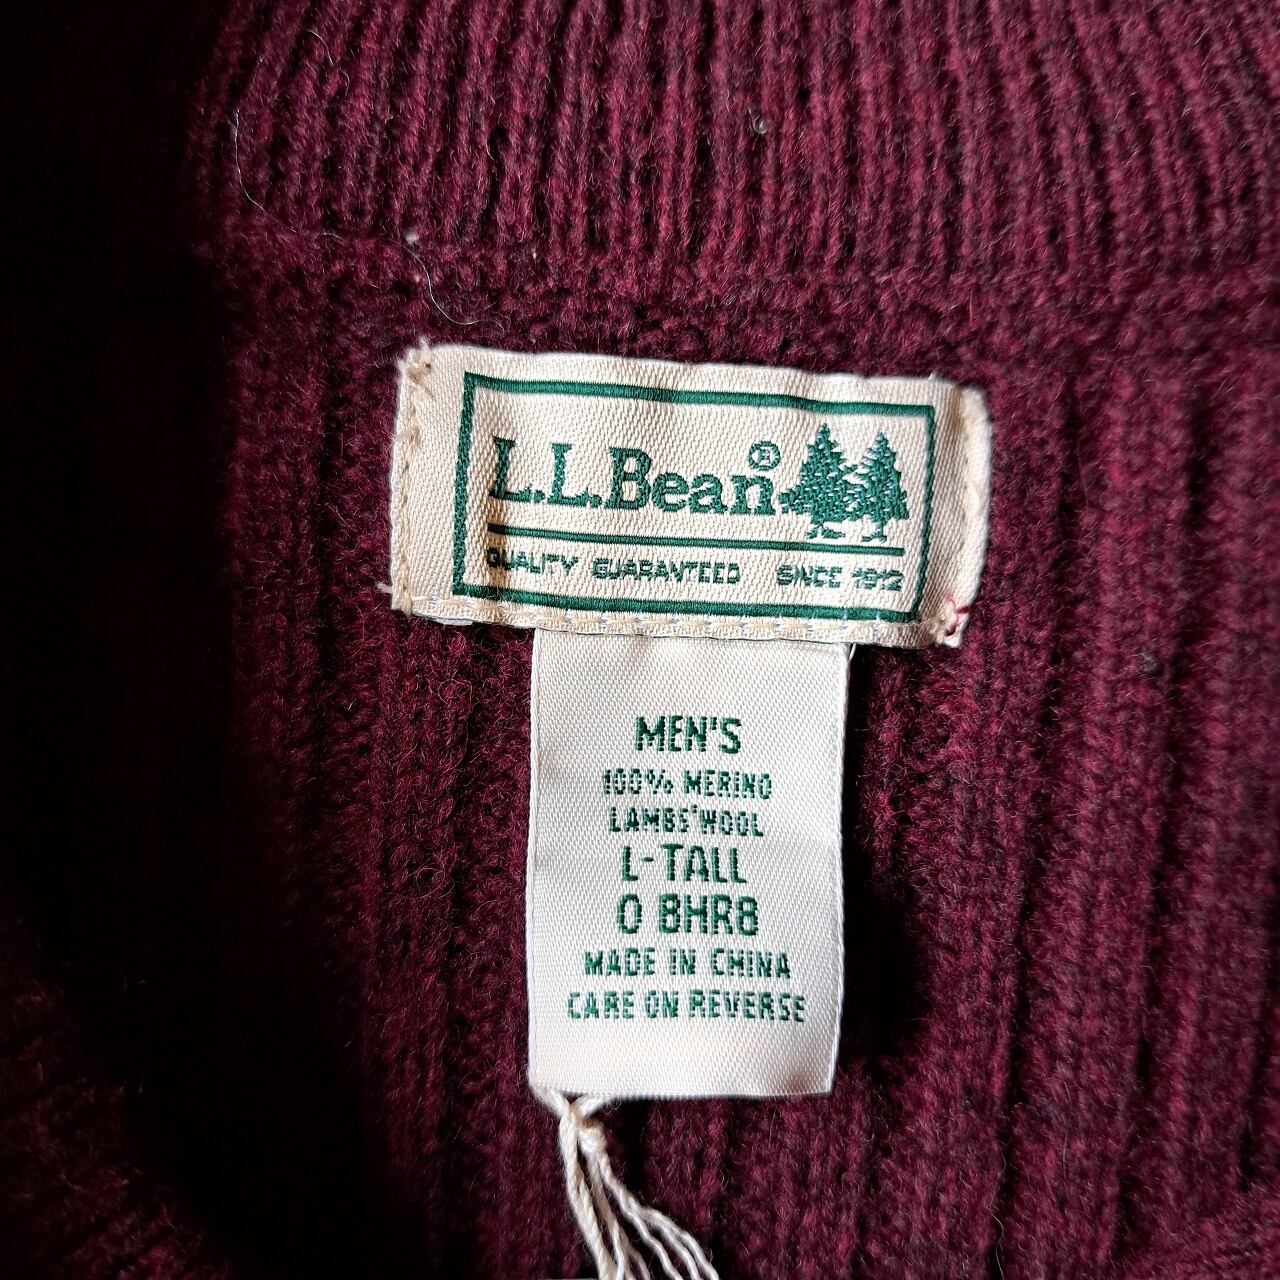 L.L.Bean®
QUALITY GUARANTEED SINCE 1912
MEN'S
100% MERINO
LAMBS'WOOL
L-TALL
0 8HR8
MADE IN CHINA
CARE ON REVERSE